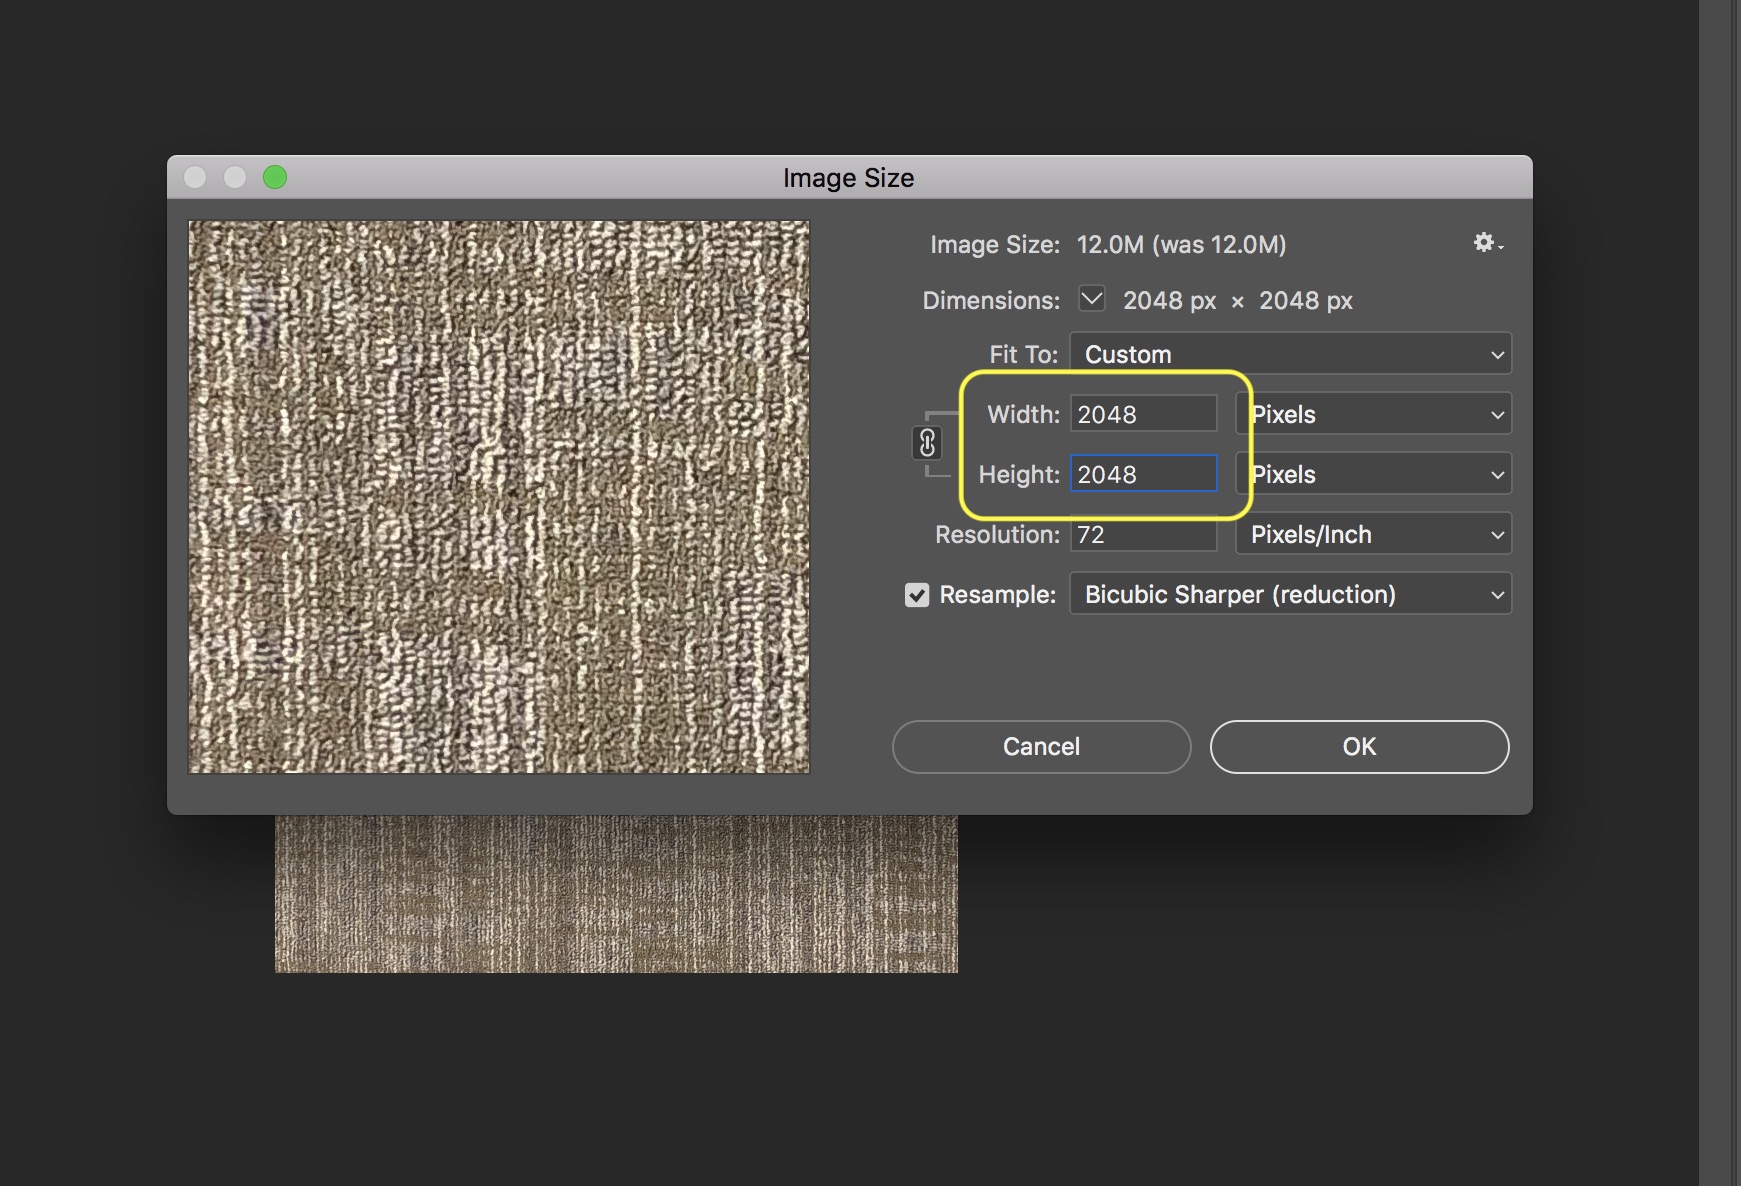 Image Size
Image Size: 12.0M (was 12.0M)
Dimensions: 2048 px × 2048 px
Fit To: Custom
Width: 2048 Pixels
Height: 2048 Pixels
Resolution: 72 Pixels/Inch
Resample: Bicubic Sharper (reduction)
Cancel OK